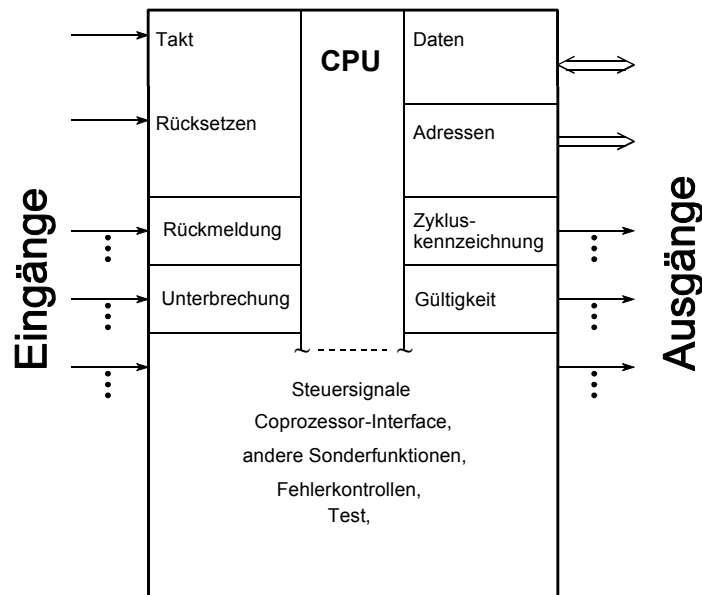 Takt
CPU
Daten
Rücksetzen
Adressen
Eingänge
Ausgänge
Rückmeldung
Zyklus-
kennzeichnung
Unterbrechung
Gültigkeit
Steuersignale
Coprozessor-Interface,
andere Sonderfunktionen,
Fehlerkontrollen,
Test,